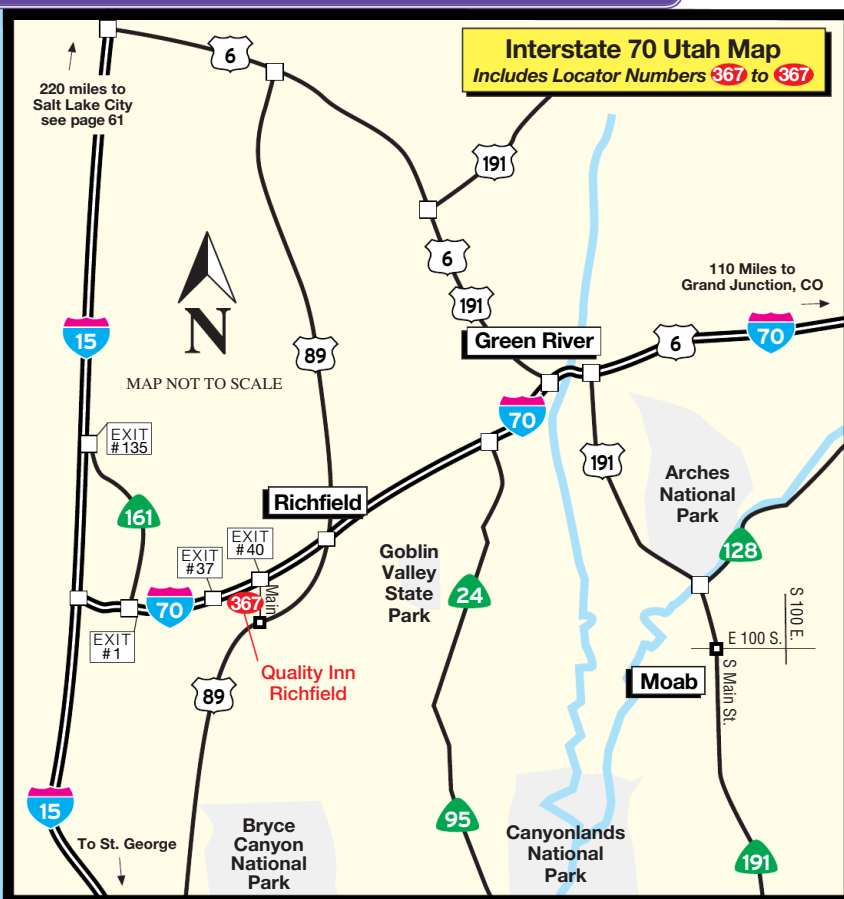 Interstate 70 Utah Map
Includes Locator Numbers 367 to 367
6
220 miles to
Salt Lake City
see page 61
191
6
191
110 Miles to
Grand Junction, CO
N
MAP NOT TO SCALE
15
89
Green River
6
70
70
EXIT
#135
191
Arches
National
Park
161
Richfield
EXIT
#40
EXIT
#37
Goblin
Valley
State
Park
128
24
70
367
Main
EXIT
#1
S 100 E.
E 100 S.
Quality Inn
Richfield
Moab
S Main St.
89
15
95
To St. George
Bryce
Canyon
National
Park
Canyonlands
National
Park
191